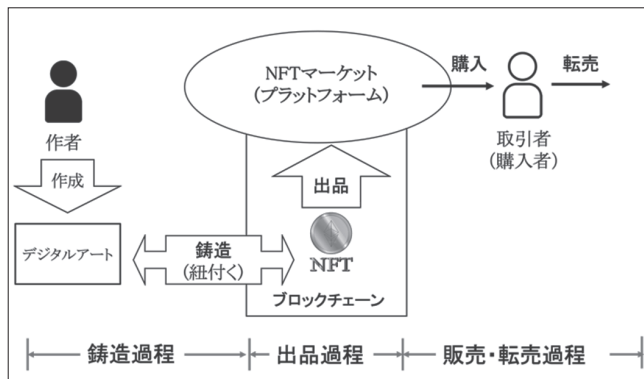 作者
作成
デジタルアート
鋳造
(紐付く)
NFTマーケット
(プラットフォーム)
出品
NFT
ブロックチェーン
購入
取引者
(購入者)
転売
鋳造過程
出品過程
販売・転売過程